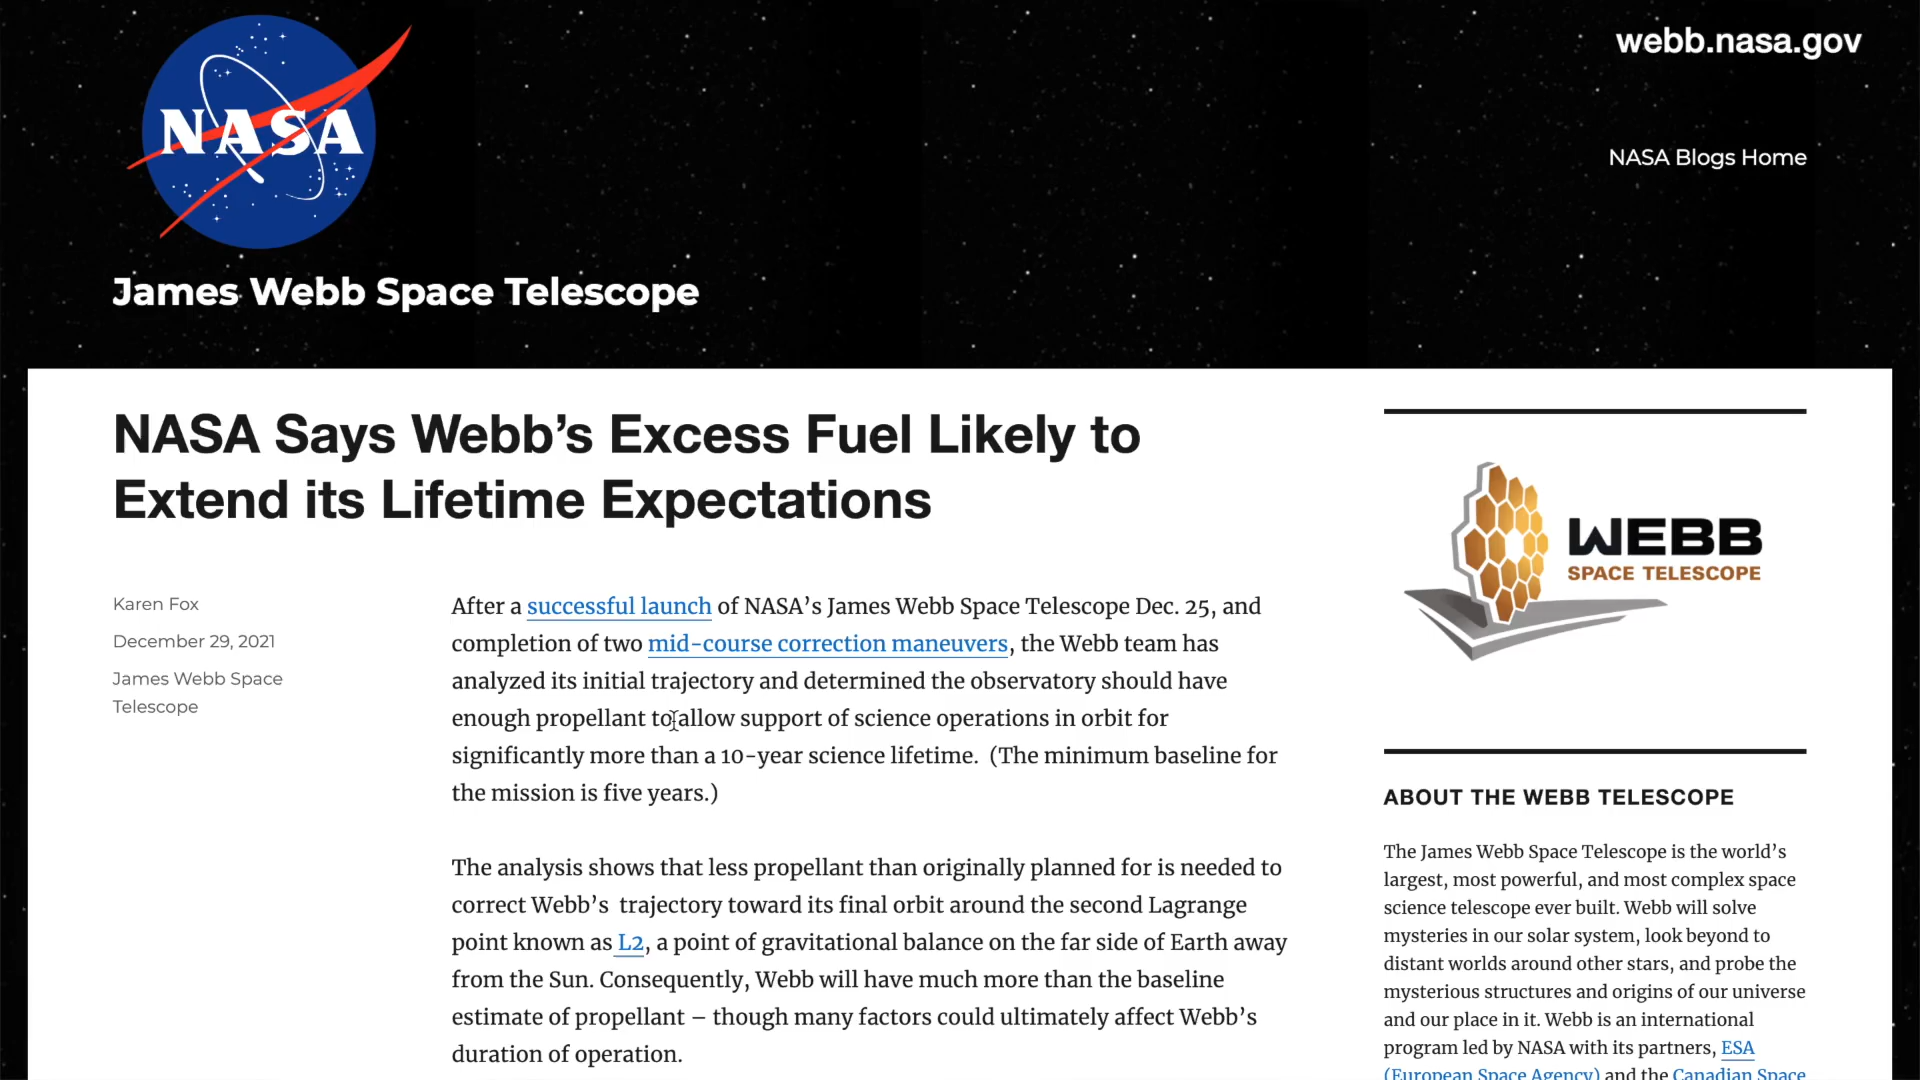 NASA
webb.nasa.gov
NASA Blogs Home
James Webb Space Telescope
NASA Says Webb’s Excess Fuel Likely to
Extend its Lifetime Expectations
Karen Fox
December 29, 2021
James Webb Space
Telescope
After a successful launch of NASA’s James Webb Space Telescope Dec. 25, and
completion of two mid-course correction maneuvers, the Webb team has
analyzed its initial trajectory and determined the observatory should have
enough propellant to allow support of science operations in orbit for
significantly more than a 10-year science lifetime.  (The minimum baseline for
the mission is five years.)
The analysis shows that less propellant than originally planned for is needed to
correct Webb’s  trajectory toward its final orbit around the second Lagrange
point known as L2, a point of gravitational balance on the far side of Earth away
from the Sun. Consequently, Webb will have much more than the baseline
estimate of propellant – though many factors could ultimately affect Webb’s
duration of operation.
WEBB
SPACE TELESCOPE
ABOUT THE WEBB TELESCOPE
The James Webb Space Telescope is the world’s
largest, most powerful, and most complex space
science telescope ever built. Webb will solve
mysteries in our solar system, look beyond to
distant worlds around other stars, and probe the
mysterious structures and origins of our universe
and our place in it. Webb is an international
program led by NASA with its partners, ESA
(European Space Agency) and the Canadian Space